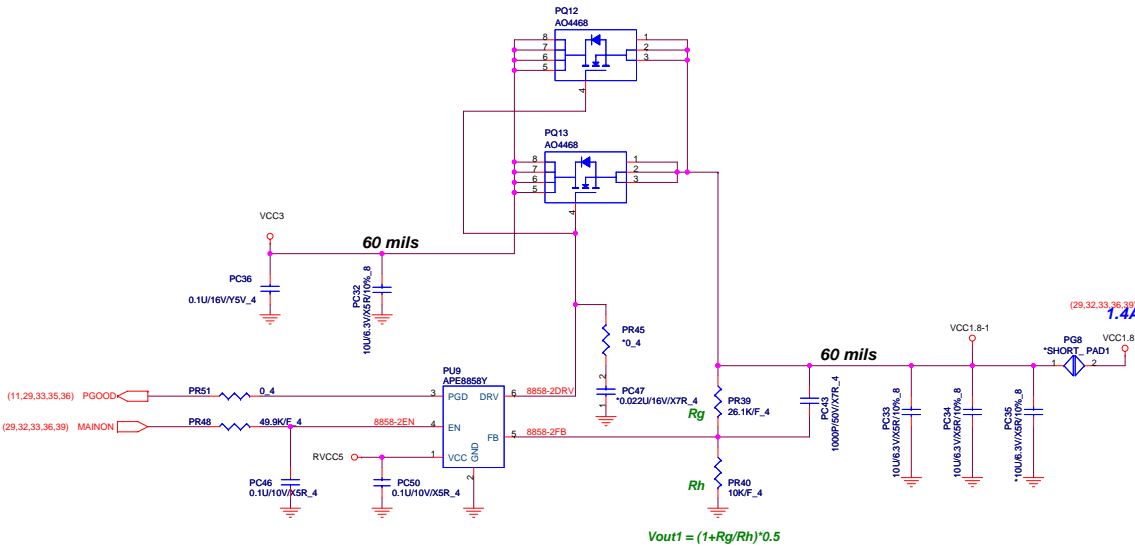 PQ12
AO4468
8
7
6
5
1
2
3
4
PQ13
AO4468
8
7
6
5
1
2
3
4
VCC3
60 mils
PC36
0.1U/16V/Y5V_4
PC32
10U/6.3V/X5R/10%_8
PR45
*0_4
2
PC47
*0.022U/16V/X7R_4
1
(29,32,33,36,39)
1.4A
VCC1.8-1
PG8
*SHORT_ PAD1
VCC1.8
1
2
60 mils
PU9
APE8858Y
(11,29,33,35,36) PGOOD
PR51
0_4
3
PGD
DRV
6
8858-2DRV
(29,32,33,36,39) MAINON
PR48
49.9K/F_4
8858-2EN
4
EN
FB
5
8858-2FB
RVCC5
1
VCC
GND
2
PC46
0.1U/10V/X5R_4
PC50
0.1U/10V/X5R_4
Rg
PR39
26.1K/F_4
PC43
1000P/50V/X7R_4
PC33
10U/6.3V/X5R/10%_8
PC34
10U/6.3V/X5R/10%_8
PC35
*10U/6.3V/X5R/10%_8
Rh
PR40
10K/F_4
Vout1 = (1+Rg/Rh)*0.5